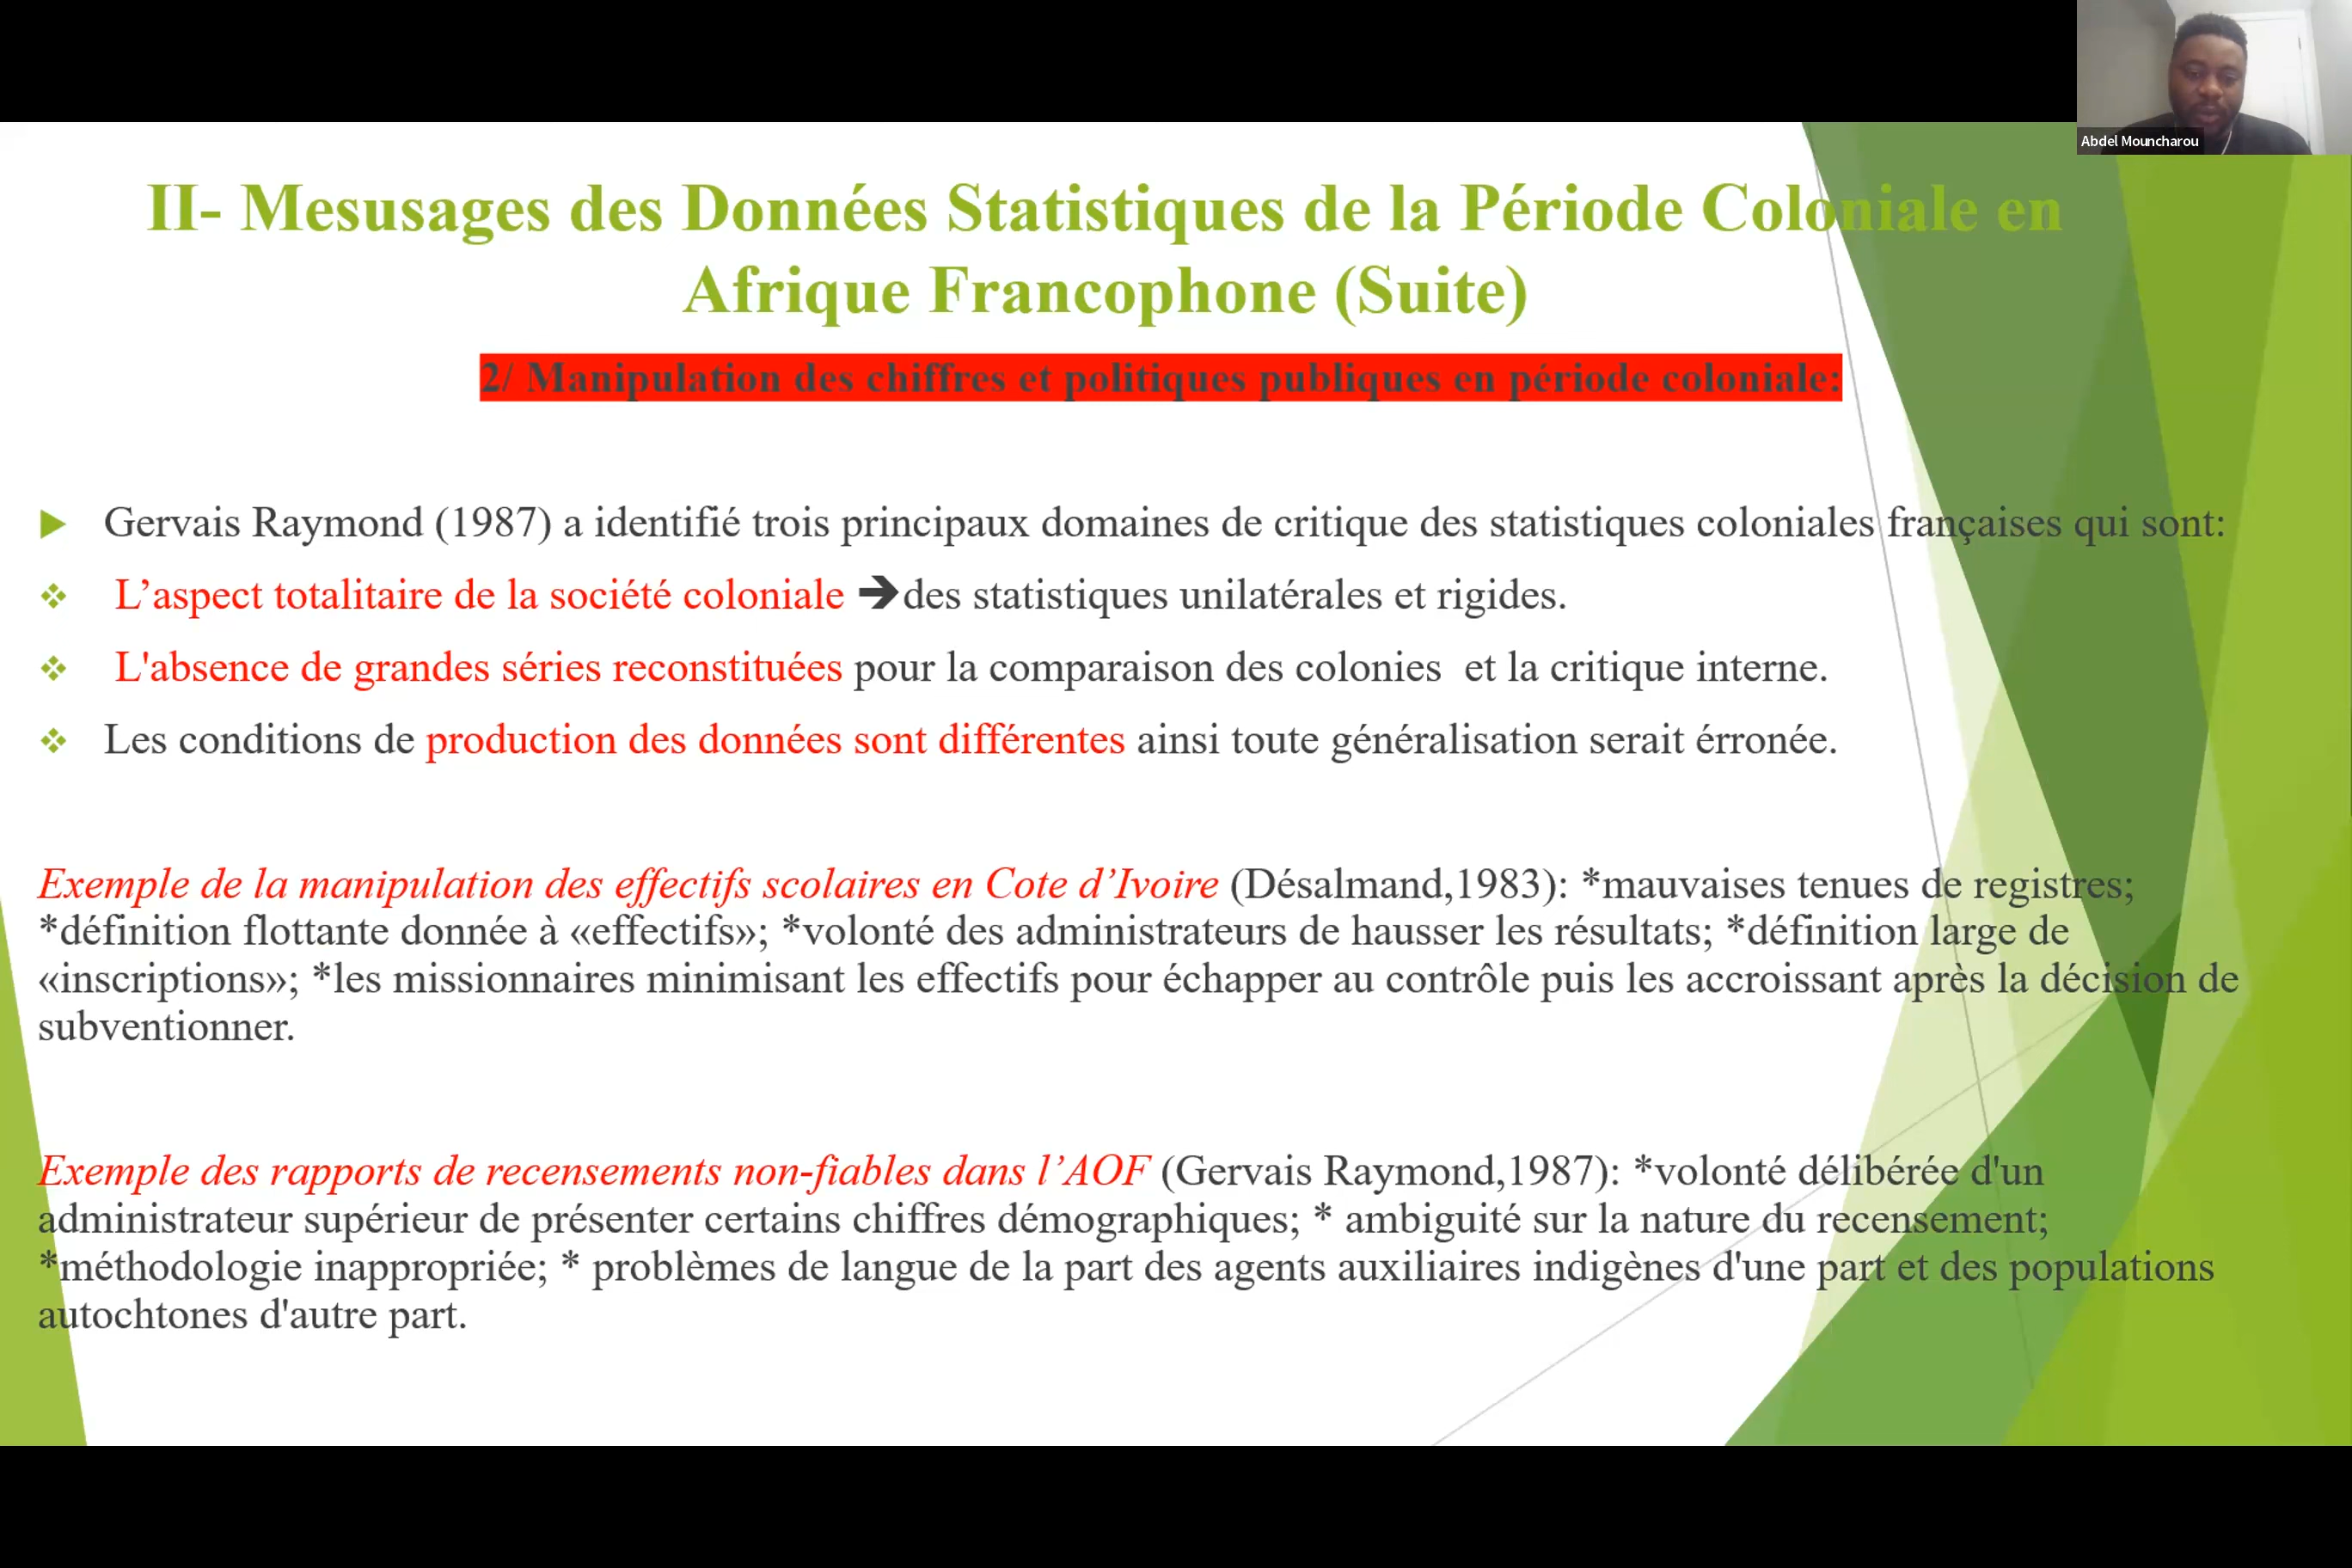 Abdel Mouncharou
II- Mesusages des Données Statistiques de la Période Coloniale en
Afrique Francophone (Suite)
2/ Manipulation des chiffres et politiques publiques en période coloniale:
Gervais Raymond (1987) a identifié trois principaux domaines de critique des statistiques coloniales françaises qui sont:
L’aspect totalitaire de la société coloniale ➔des statistiques unilatérales et rigides.
L'absence de grandes séries reconstituées pour la comparaison des colonies et la critique interne.
Les conditions de production des données sont différentes ainsi toute généralisation serait érronée.
Exemple de la manipulation des effectifs scolaires en Cote d’Ivoire (Désalmand,1983): *mauvaises tenues de registres;
*définition flottante donnée à «effectifs»; *volonté des administrateurs de hausser les résultats; *définition large de
«inscriptions»; *les missionnaires minimisant les effectifs pour échapper au contrôle puis les accroissant après la décision de
subventionner.
Exemple des rapports de recensements non-fiables dans l’AOF (Gervais Raymond,1987): *volonté délibérée d'un
administrateur supérieur de présenter certains chiffres démographiques; * ambiguité sur la nature du recensement;
*méthodologie inappropriée; * problèmes de langue de la part des agents auxiliaires indigènes d'une part et des populations
autochtones d'autre part.